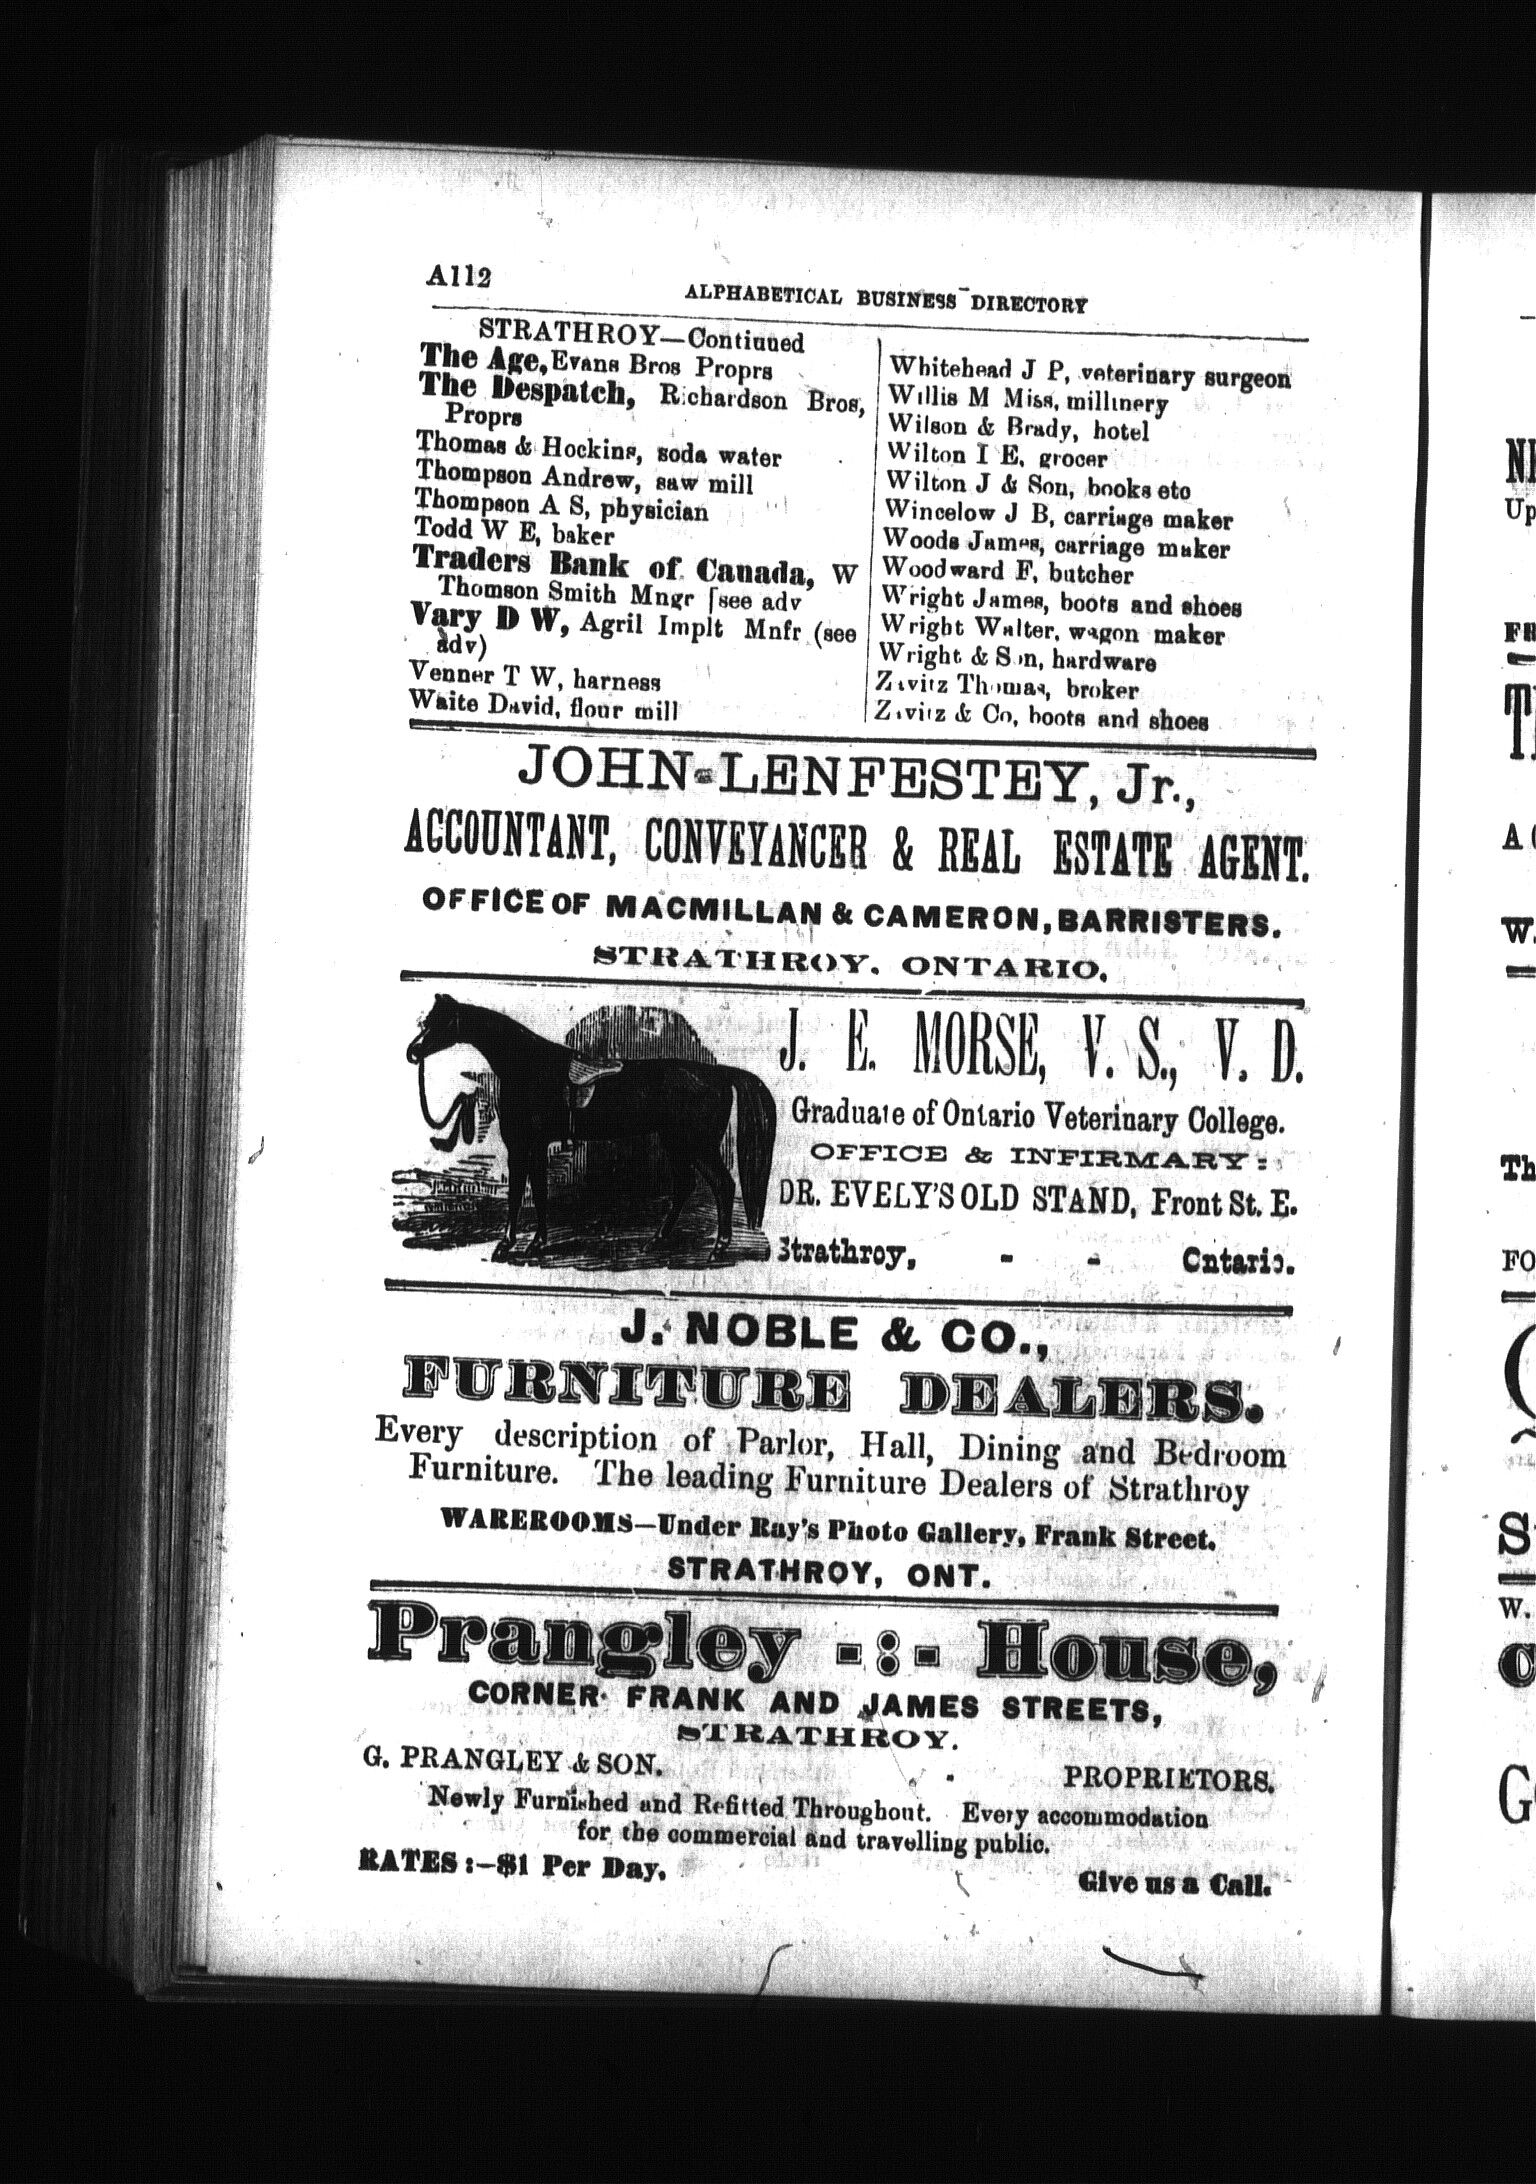 A112
ALPHABETICAL BUSINESS DIRECTORY
STRATHROY—Continued
The Age, Evans Bros Proprs
The Despatch, Richardson Bros,
Proprs
Thomas & Hockins, soda water
Thompson Andrew, saw mill
Thompson A S, physician
Todd W E, baker
Traders Bank of Canada, W
Thomson Smith Mngr [see adv
Vary D W, Agril Implt Mnfr (see
adv)
Venner T W, harness
Waite David, flour mill
Whitehead J P, veterinary surgeon
Willis M Miss, millinery
Wilson & Brady, hotel
Wilton I E, grocer
Wilton J & Son, books etc
Wincelow J B, carriage maker
Woods James, carriage maker
Woodward F, butcher
Wright James, boots and shoes
Wright Walter, wagon maker
Wright & Son, hardware
Zavitz Thomas, broker
Zavitz & Co, boots and shoes
JOHN LENFESTEY, Jr.,
ACCOUNTANT, CONVEYANCER & REAL ESTATE AGENT.
OFFICE OF MACMILLAN & CAMERON, BARRISTERS.
STRATHROY, ONTARIO.
J. E. MORSE, V. S., V. D.
Graduate of Ontario Veterinary College.
OFFICE & INFIRMARY:
DR. EVELY'S OLD STAND, Front St. E.
Strathroy, - - Ontario.
J. NOBLE & CO.,
FURNITURE DEALERS.
Every description of Parlor, Hall, Dining and Bedroom
Furniture. The leading Furniture Dealers of Strathroy
WAREROOMS—Under Ray's Photo Gallery, Frank Street.
STRATHROY, ONT.
Prangley -:- House,
CORNER FRANK AND JAMES STREETS,
STRATHROY.
G. PRANGLEY & SON. - PROPRIETORS.
Newly Furnished and Refitted Throughout. Every accommodation
for the commercial and travelling public.
RATES:—$1 Per Day. Give us a Call.